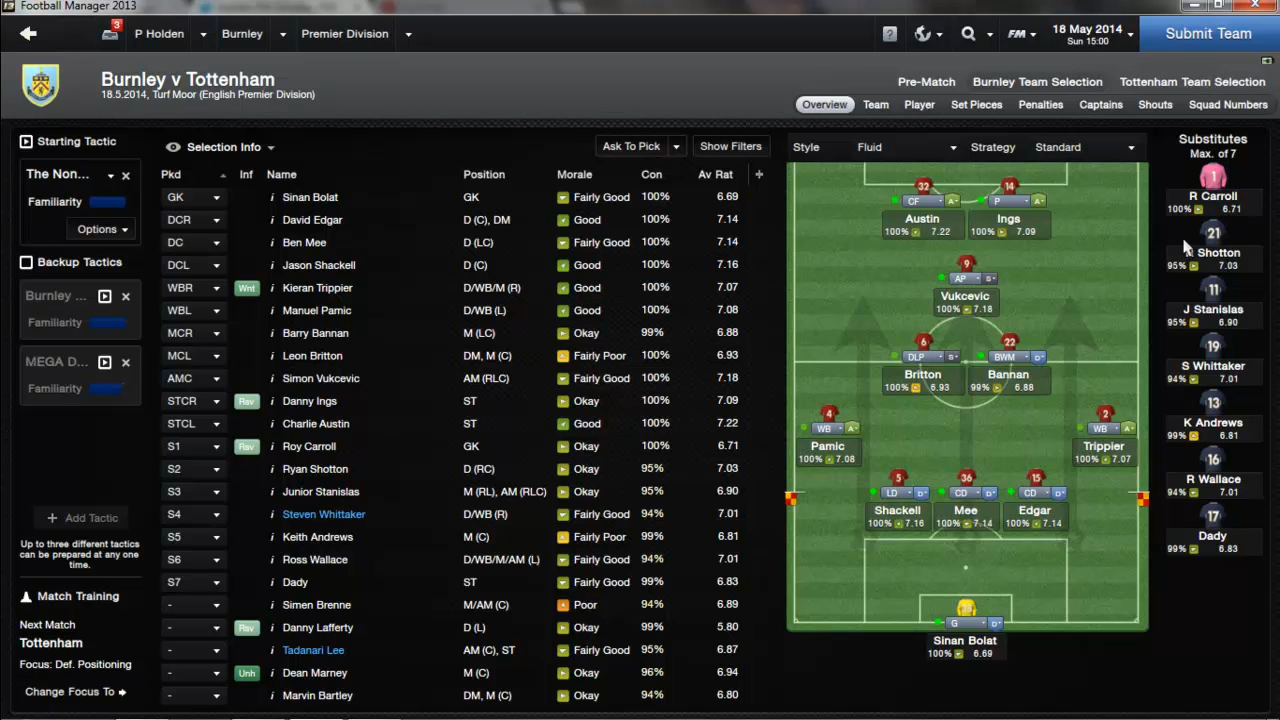 Football Manager 2013
3
P Holden
Burnley
Premier Division
?
FM
18 May 2014
Sun 15:00
Submit Team
Burnley v Tottenham
18.5.2014, Turf Moor (English Premier Division)
Pre-Match
Burnley Team Selection
Tottenham Team Selection
Overview
Team
Player
Set Pieces
Penalties
Captains
Shouts
Squad Numbers
Starting Tactic
The Non...
Familiarity
Options
Backup Tactics
Burnley ...
Familiarity
MEGA D...
Familiarity
Add Tactic
Up to three different tactics
can be prepared at any one
time.
Match Training
Next Match
Tottenham
Focus: Def. Positioning
Change Focus To
Selection Info
Ask To Pick
Show Filters
Pkd Inf Name Position Morale Con Av Rat
GK i Sinan Bolat GK Fairly Good 100% 6.69
DCR i David Edgar D (C), DM Good 100% 7.14
DC i Ben Mee D (LC) Fairly Good 100% 7.14
DCL i Jason Shackell D (C) Good 100% 7.16
WBR Wnt i Kieran Trippier D/WB/M (R) Good 100% 7.07
WBL i Manuel Pamic D/WB (L) Good 100% 7.08
MCR i Barry Bannan M (LC) Okay 99% 6.88
MCL i Leon Britton DM, M (C) Fairly Poor 100% 6.93
AMC i Simon Vukcevic AM (RLC) Fairly Good 100% 7.18
STCR Rsv i Danny Ings ST Fairly Good 100% 7.09
STCL i Charlie Austin ST Good 100% 7.22
S1 Rsv i Roy Carroll GK Okay 100% 6.71
S2 i Ryan Shotton D (RC) Okay 95% 7.03
S3 i Junior Stanislas M (RL), AM (RLC) Okay 95% 6.90
S4 i Steven Whittaker D/WB (R) Fairly Good 94% 7.01
S5 i Keith Andrews M (C) Fairly Poor 99% 6.81
S6 i Ross Wallace D/WB/M/AM (L) Fairly Good 94% 7.01
S7 i Dady ST Fairly Good 99% 6.83
- i Simen Brenne M/AM (C) Poor 94% 6.89
- Rsv i Danny Lafferty D (L) Okay 99% 5.80
- i Tadanari Lee AM (C), ST Fairly Good 95% 6.87
- Unh i Dean Marney M (C) Okay 96% 6.94
- i Marvin Bartley DM, M (C) Okay 94% 6.80
Style
Fluid
Strategy
Standard
32 14
CF A P A
Austin Ings
100% 7.22 100% 7.09
9
AP S
Vukcevic
100% 7.18
6 22
DLP S BWM D
Britton Bannan
100% 6.93 99% 6.88
4 2
WB A WB A
Pamic Trippier
100% 7.08 100% 7.07
5 36 15
LD D CD D CD D
Shackell Mee Edgar
100% 7.16 100% 7.14 100% 7.14
G D
Sinan Bolat
100% 6.69
Substitutes
Max. of 7
1
R Carroll
100% 6.71
21
Shotton
95% 7.03
11
J Stanislas
95% 6.90
19
S Whittaker
94% 7.01
13
K Andrews
99% 6.81
16
R Wallace
94% 7.01
17
Dady
99% 6.83